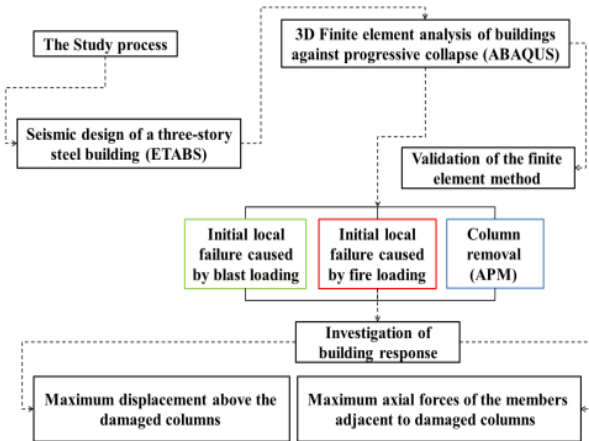 The Study process
3D Finite element analysis of buildings
against progressive collapse (ABAQUS)
Seismic design of a three-story
steel building (ETABS)
Validation of the finite
element method
Initial local
failure caused
by blast loading
Initial local
failure caused
by fire loading
Column
removal
(APM)
Investigation of
building response
Maximum displacement above the
damaged columns
Maximum axial forces of the members
adjacent to damaged columns